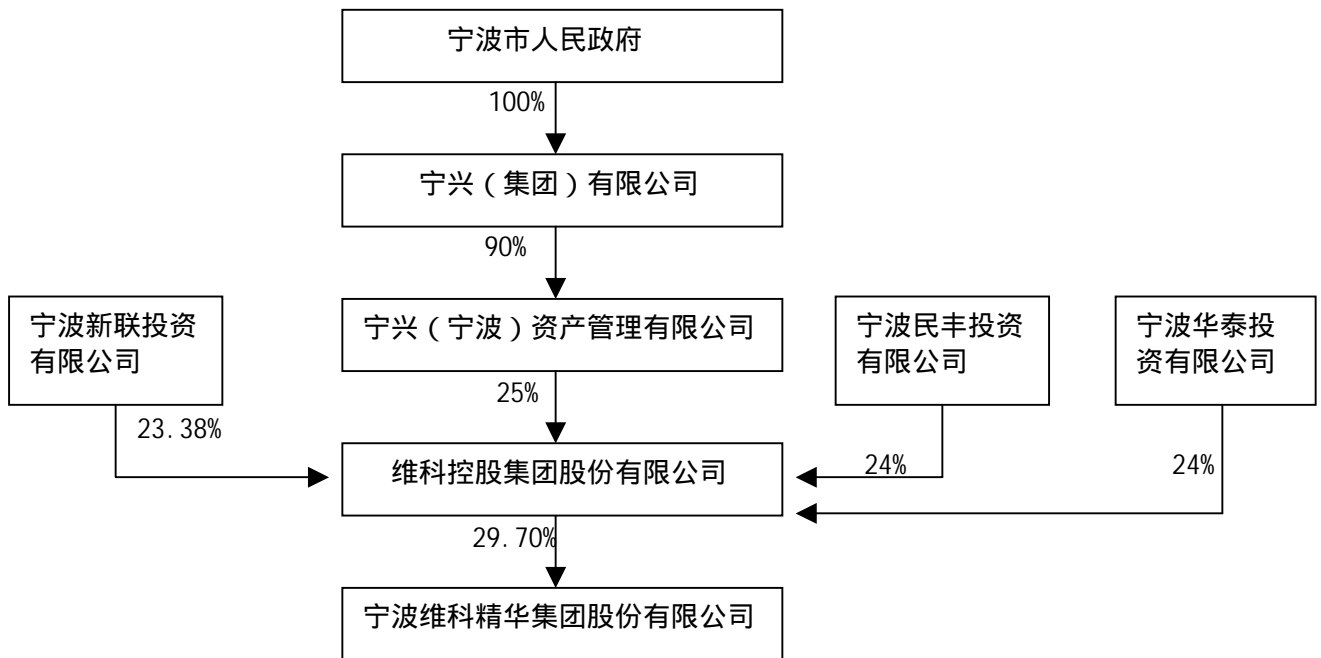 宁波市人民政府
100%
宁兴（集团）有限公司
90%
宁波新联投资
有限公司
宁兴（宁波）资产管理有限公司
宁波民丰投资
有限公司
宁波华泰投
资有限公司
25%
23.38%
维科控股集团股份有限公司
24%
24%
29.70%
宁波维科精华集团股份有限公司